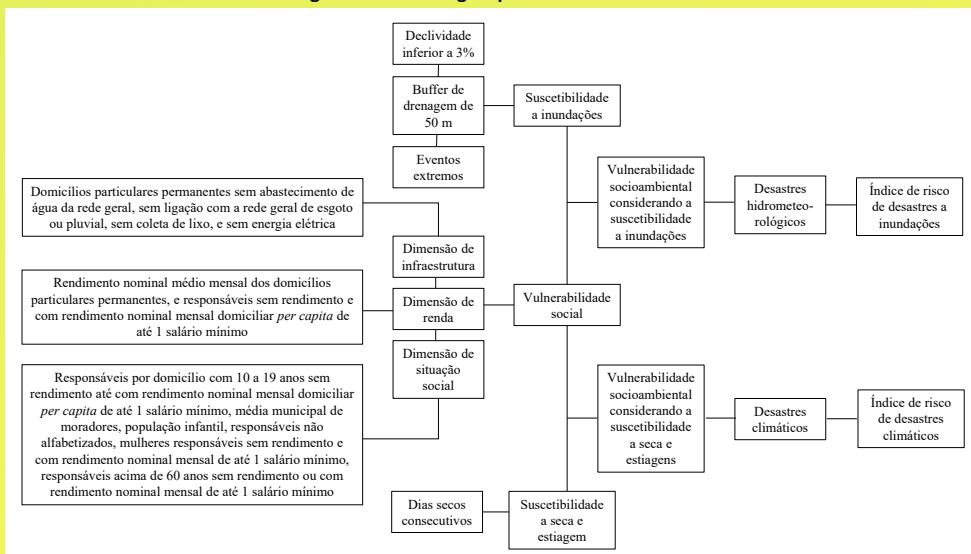 Declividade
inferior a 3%
Buffer de
drenagem de
50 m
Eventos
extremos
Suscetibilidade
a inundações
Domicílios particulares permanentes sem abastecimento de
água da rede geral, sem ligação com a rede geral de esgoto
ou pluvial, sem coleta de lixo, e sem energia elétrica
Dimensão de
infraestrutura
Rendimento nominal médio mensal dos domicílios
particulares permanentes, e responsáveis sem rendimento e
com rendimento nominal mensal domiciliar per capita de
até 1 salário mínimo
Dimensão de
renda
Dimensão de
situação
social
Responsáveis por domicílio com 10 a 19 anos sem
rendimento até com rendimento nominal mensal domiciliar
per capita de até 1 salário mínimo, média municipal de
moradores, população infantil, responsáveis não
alfabetizados, mulheres responsáveis sem rendimento e
com rendimento nominal mensal de até 1 salário mínimo,
responsáveis acima de 60 anos sem rendimento ou com
rendimento nominal mensal de até 1 salário mínimo
Vulnerabilidade
social
Vulnerabilidade
socioambiental
considerando a
suscetibilidade
a inundações
Desastres
hidrometeo-
rológicos
Índice de risco
de desastres a
inundações
Vulnerabilidade
socioambiental
considerando a
suscetibilidade
a seca e
estiagens
Desastres
climáticos
Índice de risco
de desastres
climáticos
Dias secos
consecutivos
Suscetibilidade
a seca e
estiagem